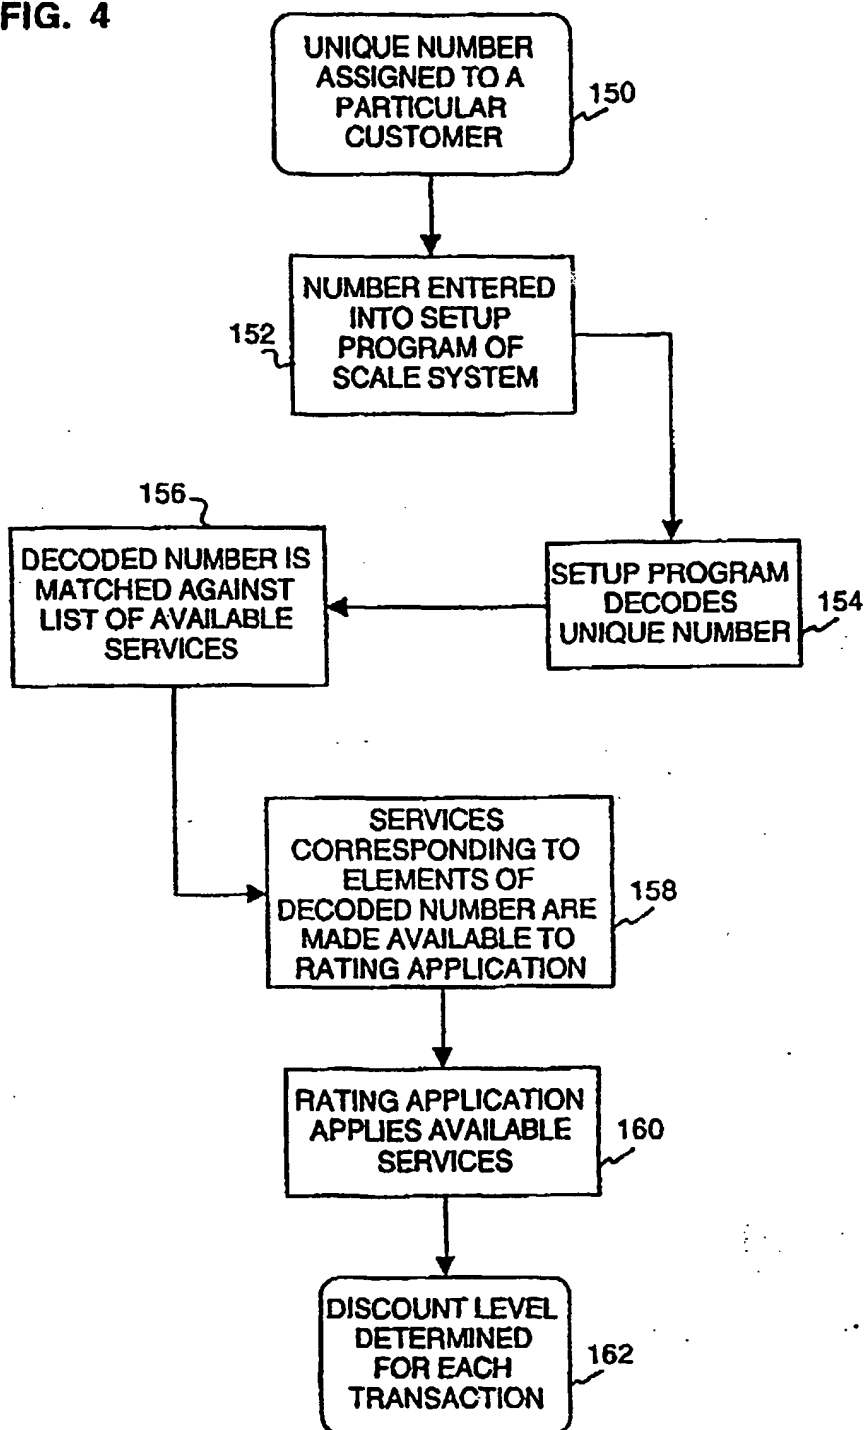 FIG. 4
UNIQUE NUMBER
ASSIGNED TO A
PARTICULAR
CUSTOMER
150
NUMBER ENTERED
INTO SETUP
PROGRAM OF
SCALE SYSTEM
152
SETUP PROGRAM
DECODES
UNIQUE NUMBER
154
156
DECODED NUMBER IS
MATCHED AGAINST
LIST OF AVAILABLE
SERVICES
SERVICES
CORRESPONDING TO
ELEMENTS OF
DECODED NUMBER ARE
MADE AVAILABLE TO
RATING APPLICATION
158
RATING APPLICATION
APPLIES AVAILABLE
SERVICES
160
DISCOUNT LEVEL
DETERMINED
FOR EACH
TRANSACTION
162